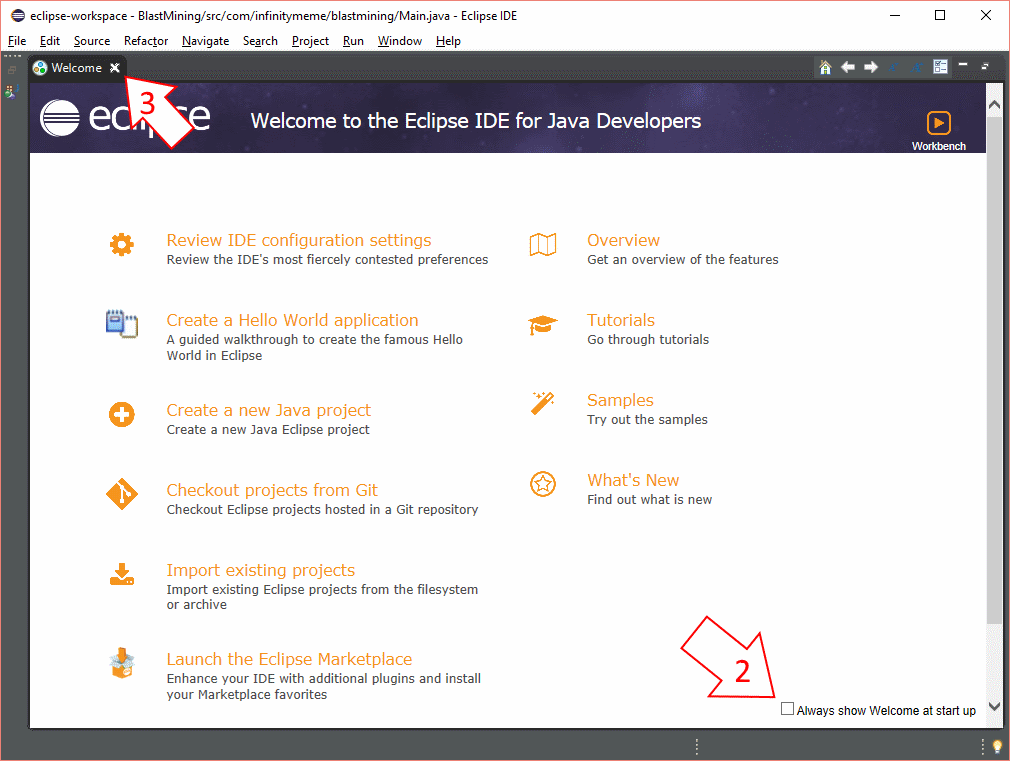 eclipse-workspace - BlastMining/src/com/infinitymeme/blastmining/Main.java - Eclipse IDE
File Edit Source Refactor Navigate Search Project Run Window Help
Welcome
3
eclipse
Welcome to the Eclipse IDE for Java Developers
Workbench
Review IDE configuration settings
Review the IDE's most fiercely contested preferences
Create a Hello World application
A guided walkthrough to create the famous Hello
World in Eclipse
Create a new Java project
Create a new Java Eclipse project
Checkout projects from Git
Checkout Eclipse projects hosted in a Git repository
Import existing projects
Import existing Eclipse projects from the filesystem
or archive
Launch the Eclipse Marketplace
Enhance your IDE with additional plugins and install
your Marketplace favorites
Overview
Get an overview of the features
Tutorials
Go through tutorials
Samples
Try out the samples
What's New
Find out what is new
2
Always show Welcome at start up